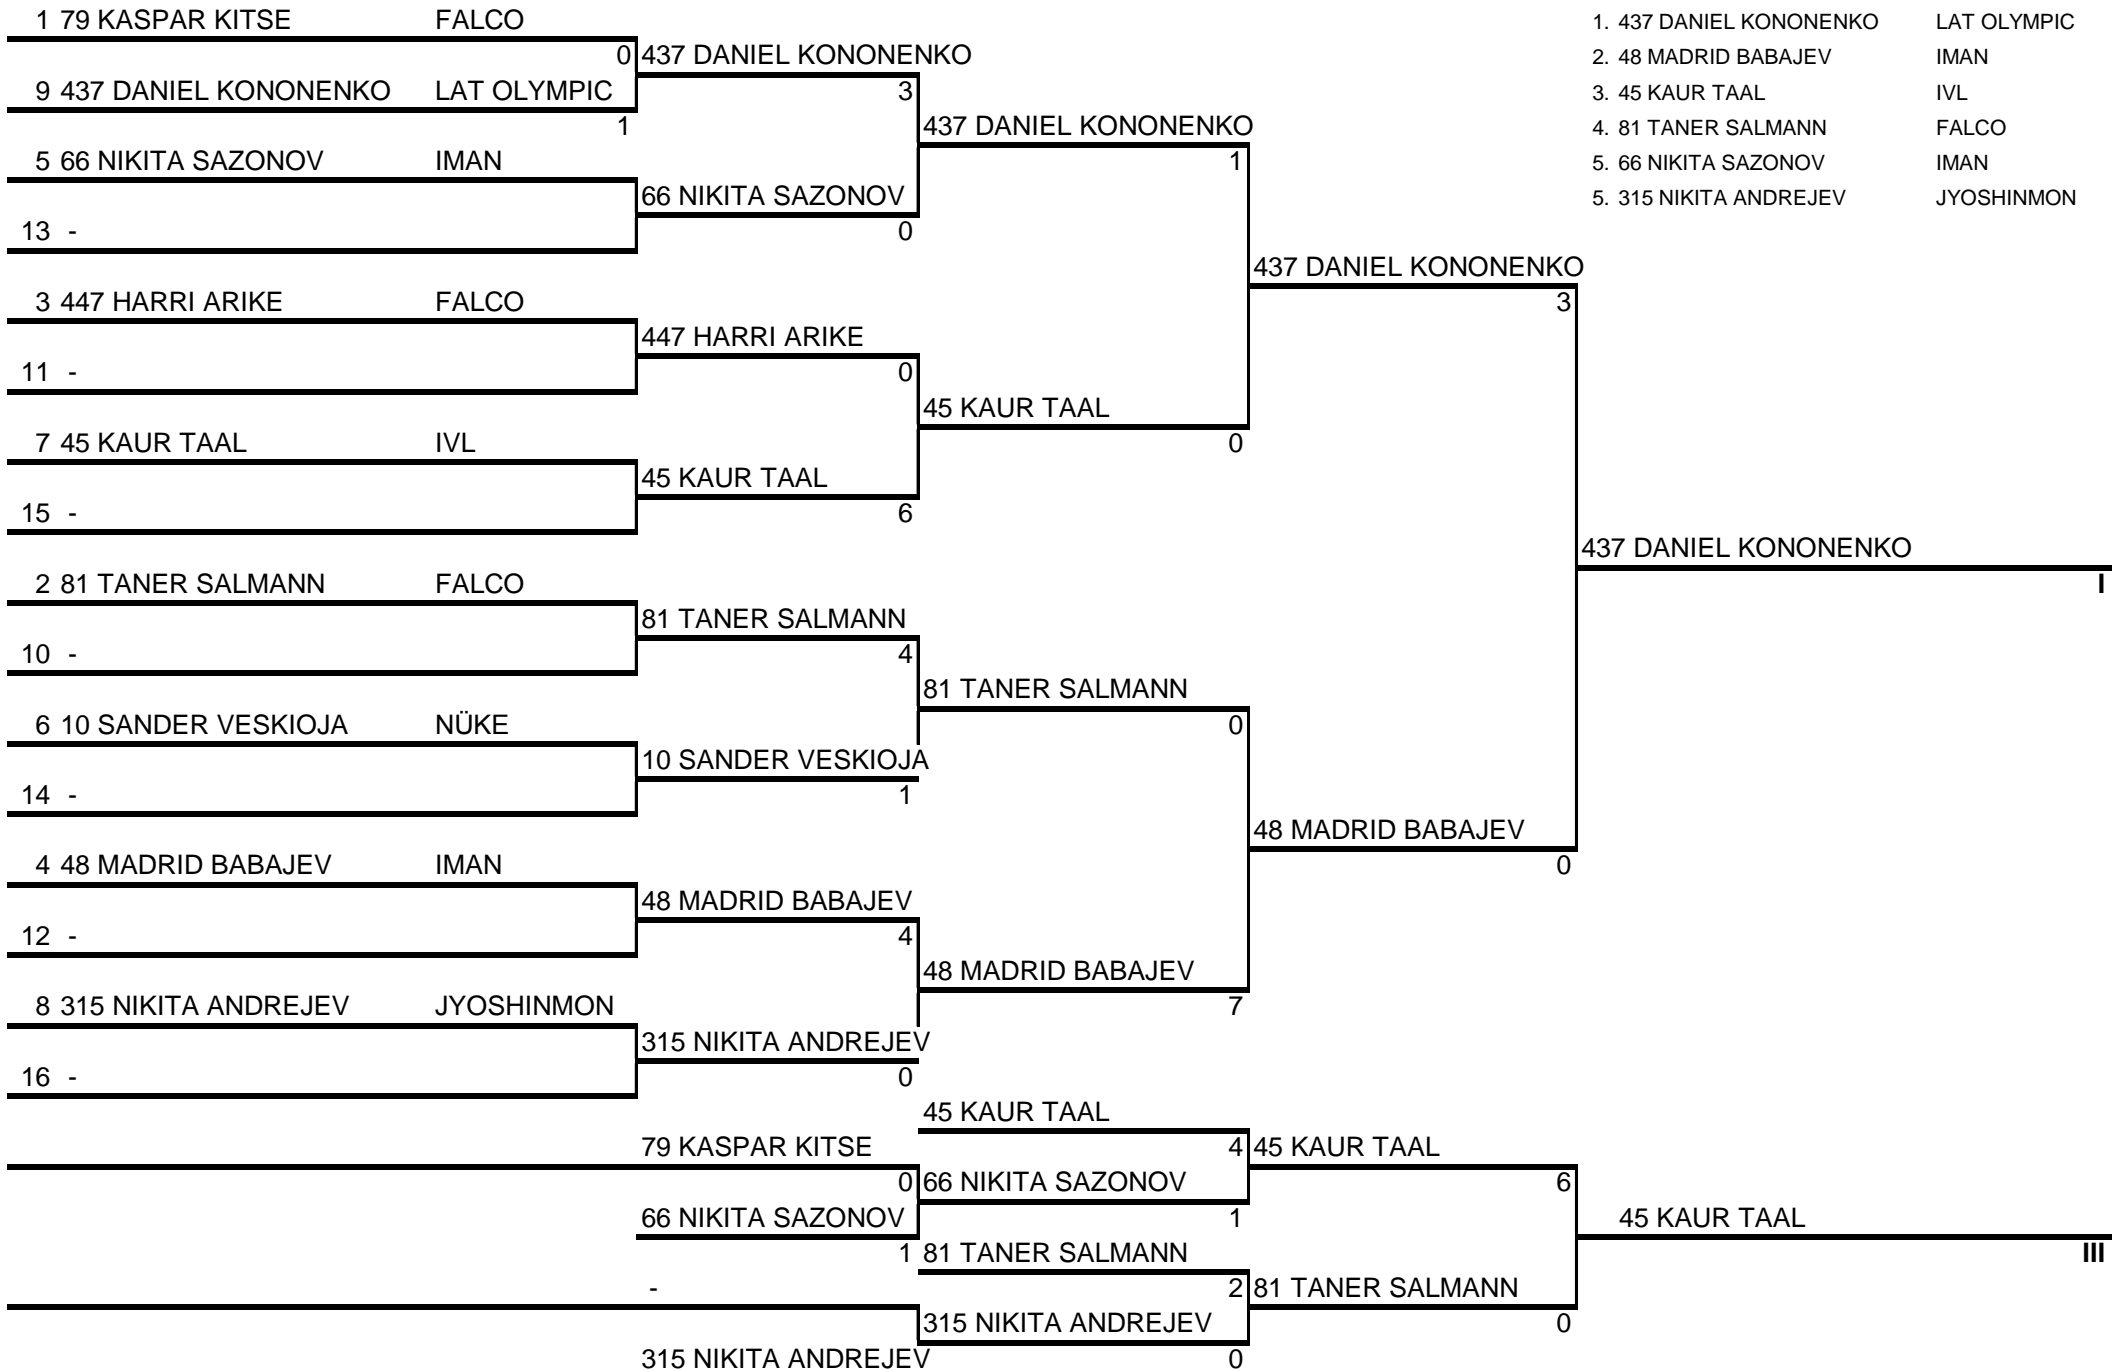 1 79 KASPAR KITSE FALCO
0
9 437 DANIEL KONONENKO LAT OLYMPIC
1
5 66 NIKITA SAZONOV IMAN
13 -
3 447 HARRI ARIKE FALCO
11 -
7 45 KAUR TAAL IVL
15 -
2 81 TANER SALMANN FALCO
10 -
6 10 SANDER VESKIOJA NÜKE
14 -
4 48 MADRID BABAJEV IMAN
12 -
8 315 NIKITA ANDREJEV JYOSHINMON
16 -
437 DANIEL KONONENKO
3
66 NIKITA SAZONOV
0
447 HARRI ARIKE
0
45 KAUR TAAL
6
81 TANER SALMANN
4
10 SANDER VESKIOJA
1
48 MADRID BABAJEV
4
315 NIKITA ANDREJEV
0
437 DANIEL KONONENKO
1
45 KAUR TAAL
0
81 TANER SALMANN
0
48 MADRID BABAJEV
7
437 DANIEL KONONENKO
3
48 MADRID BABAJEV
0
437 DANIEL KONONENKO
I
79 KASPAR KITSE
0
66 NIKITA SAZONOV
1
-
315 NIKITA ANDREJEV
45 KAUR TAAL
4
66 NIKITA SAZONOV
1
81 TANER SALMANN
2
315 NIKITA ANDREJEV
0
45 KAUR TAAL
6
81 TANER SALMANN
0
45 KAUR TAAL
III
1. 437 DANIEL KONONENKO LAT OLYMPIC
2. 48 MADRID BABAJEV IMAN
3. 45 KAUR TAAL IVL
4. 81 TANER SALMANN FALCO
5. 66 NIKITA SAZONOV IMAN
5. 315 NIKITA ANDREJEV JYOSHINMON